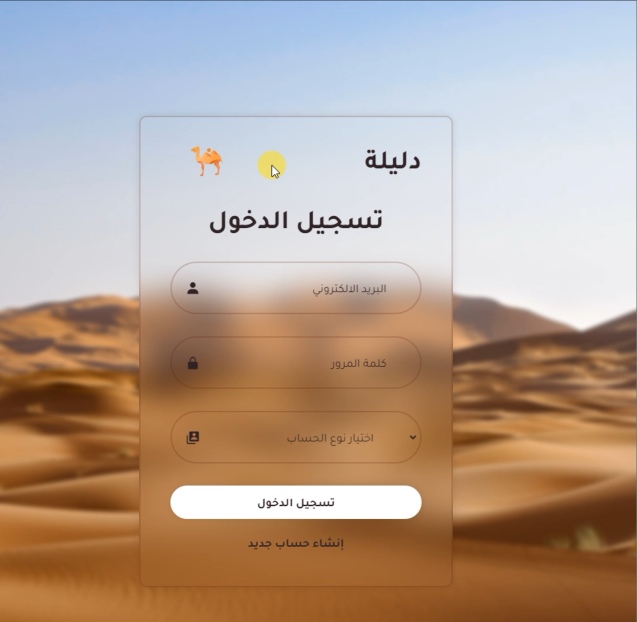 دليلة
تسجيل الدخول
البريد الالكتروني
كلمة المرور
اختيار نوع الحساب
تسجيل الدخول
إنشاء حساب جديد